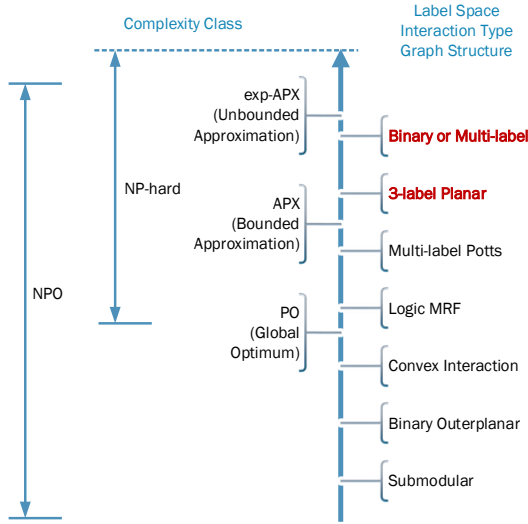 Complexity Class
Label Space
Interaction Type
Graph Structure
exp-APX
(Unbounded
Approximation)
Binary or Multi-label
NP-hard
3-label Planar
APX
(Bounded
Approximation)
Multi-label Potts
NPO
PO
(Global
Optimum)
Logic MRF
Convex Interaction
Binary Outerplanar
Submodular